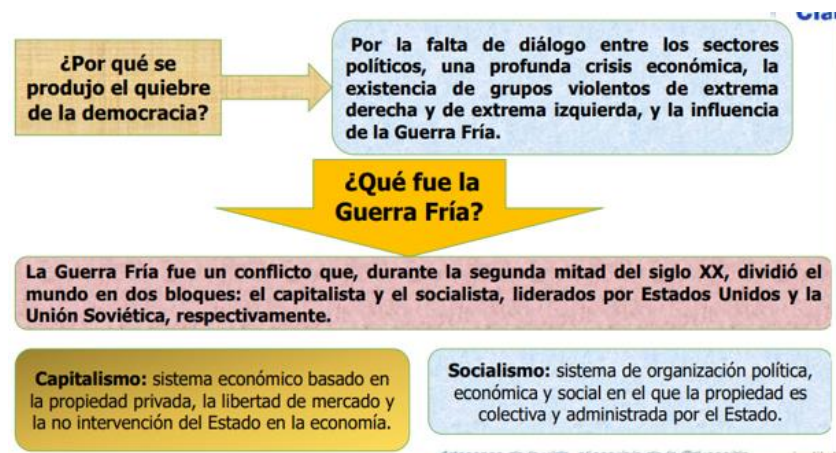 ¿Por qué se
produjo el quiebre
de la democracia?
Por la falta de diálogo entre los sectores
políticos, una profunda crisis económica, la
existencia de grupos violentos de extrema
derecha y de extrema izquierda, y la influencia
de la Guerra Fría.
¿Qué fue la
Guerra Fría?
La Guerra Fría fue un conflicto que, durante la segunda mitad del siglo XX, dividió el
mundo en dos bloques: el capitalista y el socialista, liderados por Estados Unidos y la
Unión Soviética, respectivamente.
Capitalismo: sistema económico basado en
la propiedad privada, la libertad de mercado y
la no intervención del Estado en la economía.
Socialismo: sistema de organización política,
económica y social en el que la propiedad es
colectiva y administrada por el Estado.